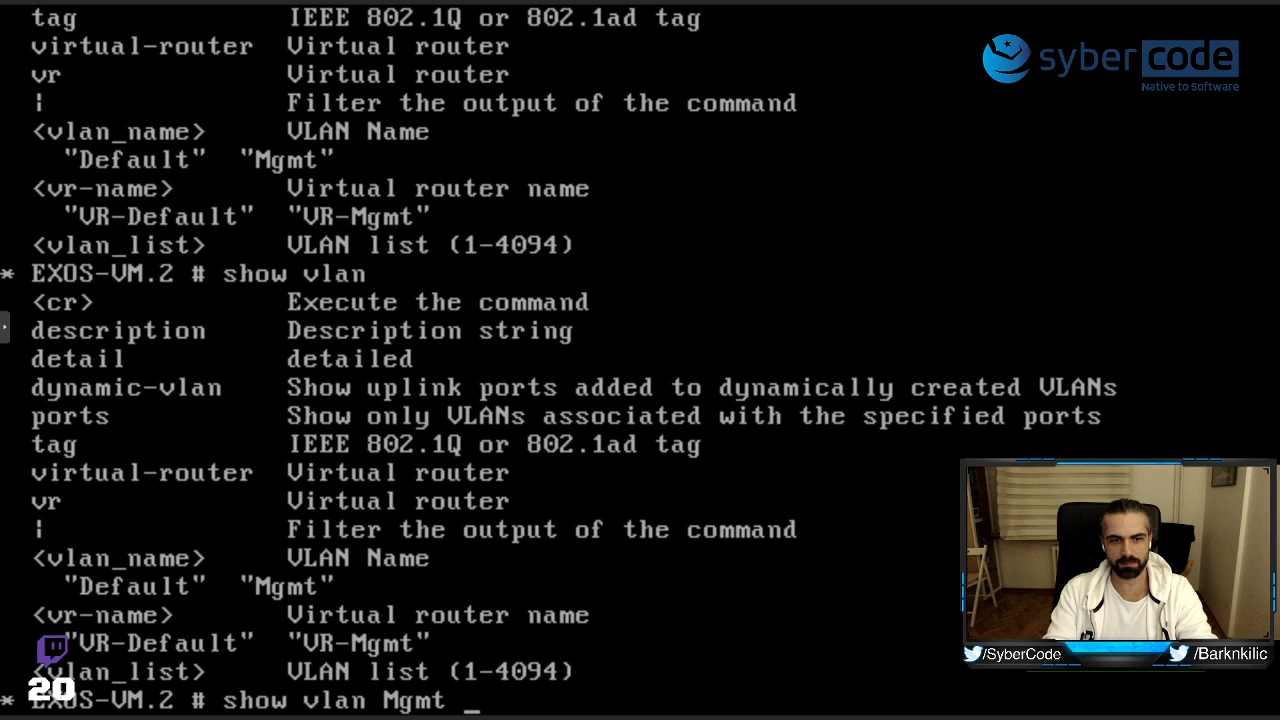 tag IEEE 802.1Q or 802.1ad tag
virtual-router Virtual router
vr Virtual router
| Filter the output of the command
<vlan_name> VLAN Name
"Default" "Mgmt"
<vr-name> Virtual router name
"VR-Default" "VR-Mgmt"
<vlan_list> VLAN list (1-4094)
* EXOS-VM.2 # show vlan
<cr> Execute the command
description Description string
detail detailed
dynamic-vlan Show uplink ports added to dynamically created VLANs
ports Show only VLANs associated with the specified ports
tag IEEE 802.1Q or 802.1ad tag
virtual-router Virtual router
vr Virtual router
| Filter the output of the command
<vlan_name> VLAN Name
"Default" "Mgmt"
<vr-name> Virtual router name
"VR-Default" "VR-Mgmt"
<vlan_list> VLAN list (1-4094)
* EXOS-VM.2 # show vlan Mgmt _
syber code
Native to Software
/SyberCode
/Barknkilic
20